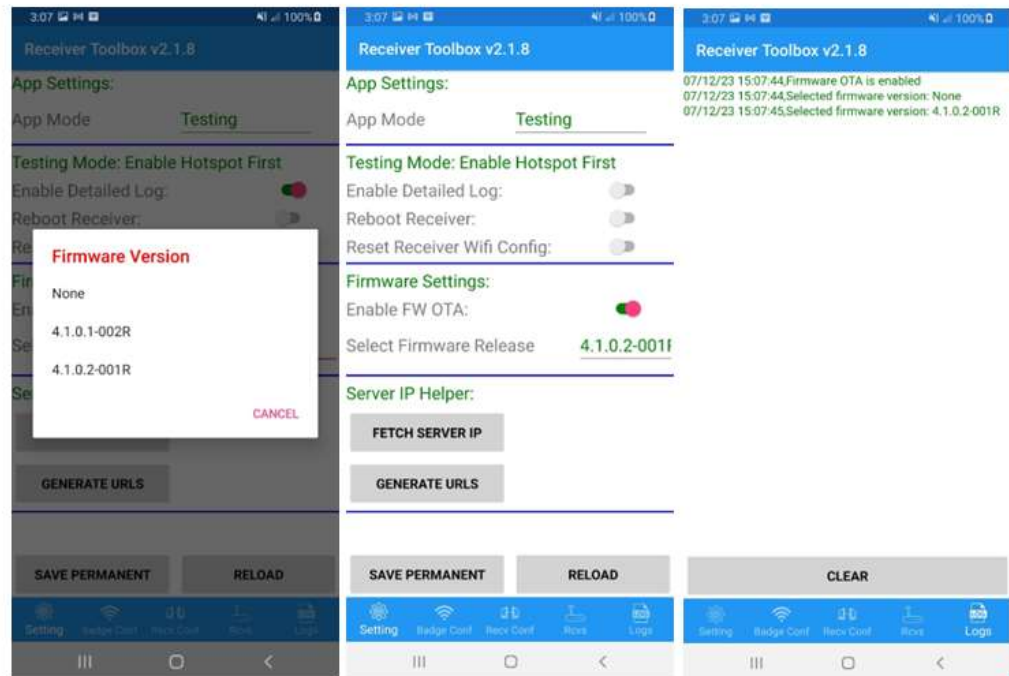 3:07 100%
Receiver Toolbox v2.1.8
App Settings:
App Mode Testing
Testing Mode: Enable Hotspot First
Enable Detailed Log:
Reboot Receiver:
Re
Firmware Version
None
4.1.0.1-002R
4.1.0.2-001R
CANCEL
Fir
En
Se
Se
GENERATE URLS
SAVE PERMANENT RELOAD
Setting Badge Conf Recv Conf Rcvs Logs
3:07 100%
Receiver Toolbox v2.1.8
App Settings:
App Mode Testing
Testing Mode: Enable Hotspot First
Enable Detailed Log:
Reboot Receiver:
Reset Receiver Wifi Config:
Firmware Settings:
Enable FW OTA:
Select Firmware Release 4.1.0.2-001R
Server IP Helper:
FETCH SERVER IP
GENERATE URLS
SAVE PERMANENT RELOAD
Setting Badge Conf Recv Conf Rcvs Logs
3:07 100%
Receiver Toolbox v2.1.8
07/12/23 15:07:44,Firmware OTA is enabled
07/12/23 15:07:44,Selected firmware version: None
07/12/23 15:07:45,Selected firmware version: 4.1.0.2-001R
CLEAR
Setting Badge Conf Recv Conf Rcvs Logs